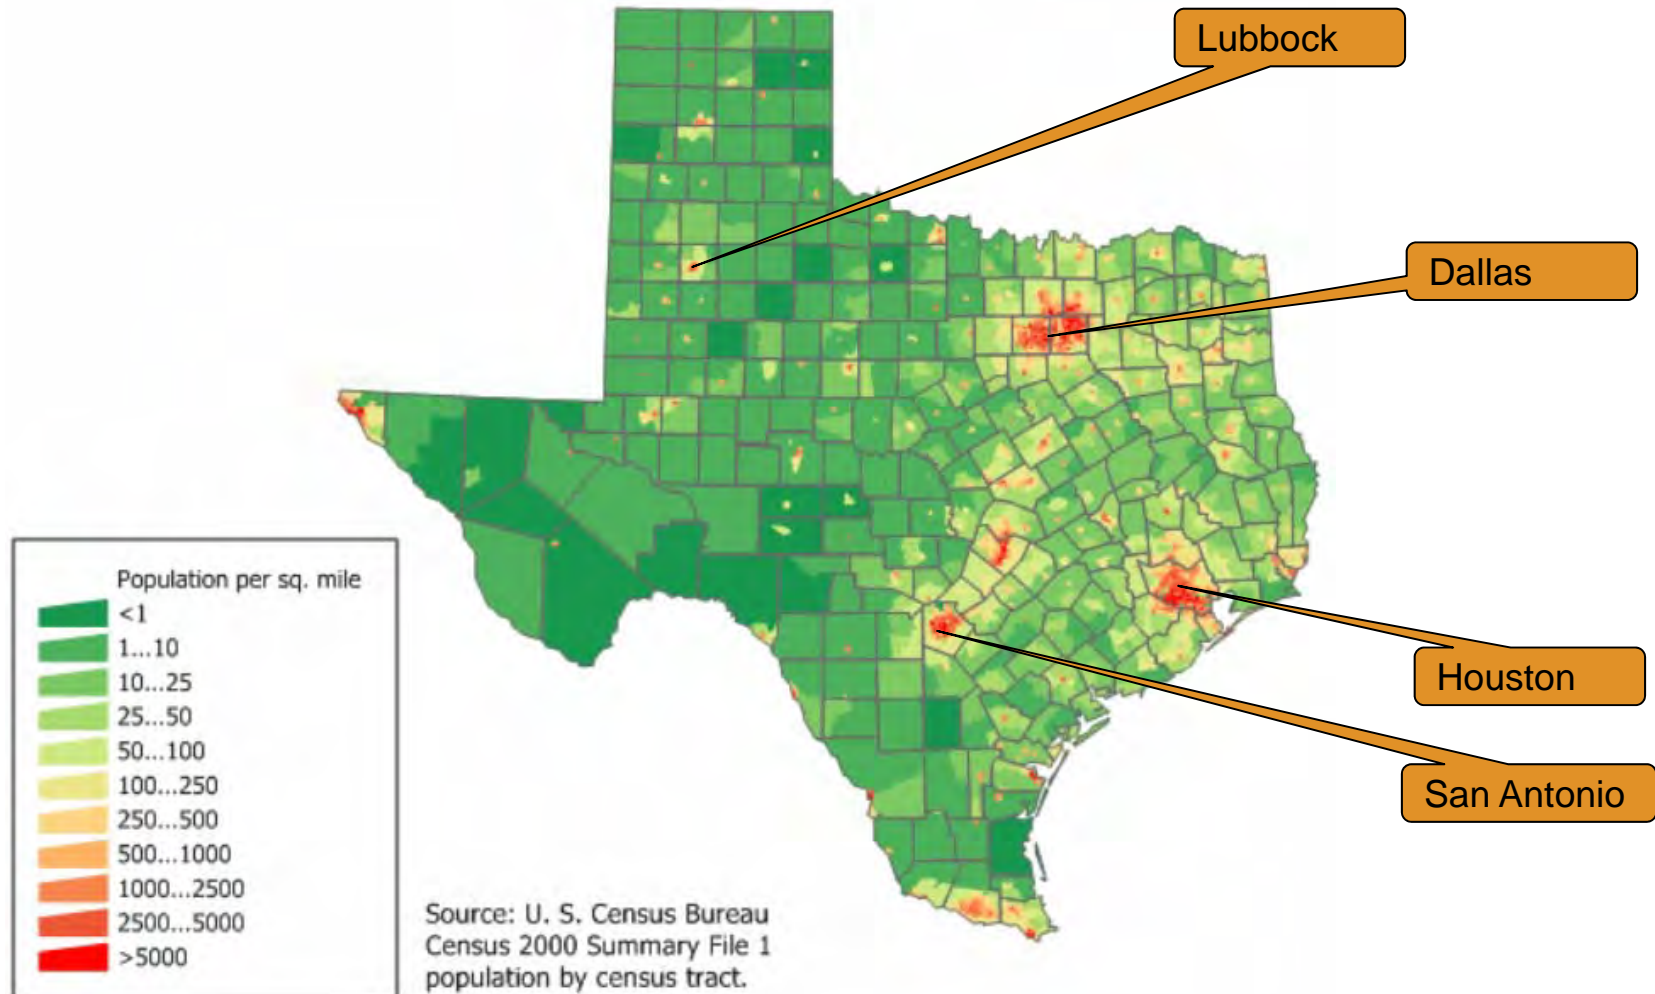 Lubbock
Dallas
Houston
San Antonio
Population per sq. mile
<1
1...10
10...25
25...50
50...100
100...250
250...500
500...1000
1000...2500
2500...5000
>5000
Source: U. S. Census Bureau
Census 2000 Summary File 1
population by census tract.